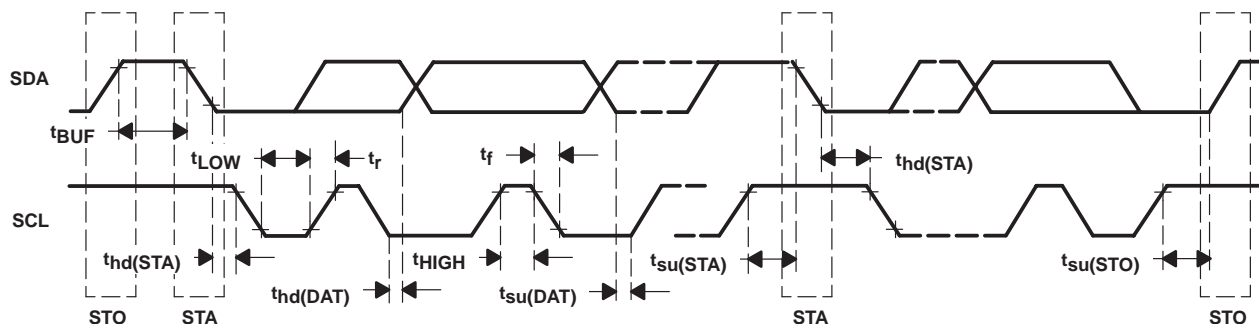 SDA
tBUF
tLOW
tr
tf
thd(STA)
SCL
thd(STA)
tHIGH
tsu(STA)
tsu(STO)
thd(DAT)
tsu(DAT)
STO
STA
STA
STO